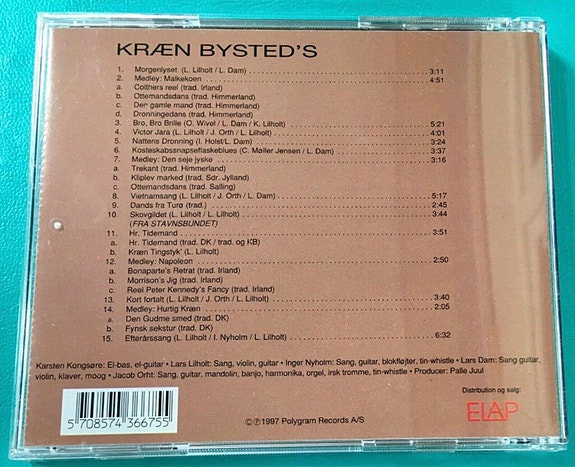 KRÆN BYSTED'S
1. Morgenlyset (L. Lilholt / L. Dam) 3:11
2. Medley: Malkekoen 4:51
a. Colthers reel (trad. Irland)
b. Ottemandsdans (trad. Himmerland)
c. Der gamle mand (trad. Himmerland)
d. Dronningedans (trad. Himmerland)
3. Bro, Bro Brille (O. Wivel / L. Dam / K. Lilholt) 5:21
4. Victor Jara (L. Lilholt / J. Orth / L. Lilholt) 4:01
5. Nattens Dronning (I. Holst/L. Dam) 3:24
6. Kosteskabssnapseflaskeblues (C. Møller Jensen / L. Dam) 3:37
7. Medley: Den seje jyske 3:16
a. Trekant (trad. Himmerland)
b. Kliplev marked (trad. Sdr. Jylland)
c. Ottemandsdans (trad. Salling)
8. Vietnamsang (L. Lilholt / J. Orth / L. Dam) 5:17
9. Dands fra Turø (trad.) 2:45
10. Skovgildet (L. Lilholt / L. Lilholt) 3:44
(FRA STAVNSBUNDET)
11. Hr. Tidemand 3:51
a. Hr. Tidemand (trad. DK / trad. og KB)
b. Kræn Tingstyk' (L. Lilholt)
12. Medley: Napoleon 2:50
a. Bonaparte's Retrat (trad. Irland)
b. Morrison's Jig (trad. Irland)
c. Reel Peter Kennedy's Fancy (trad. Irland)
13. Kort fortalt (L. Lilholt / J. Orth / L. Lilholt) 3:40
14. Medley: Hurtig Kræn 2:05
a. Den Gudme smed (trad. DK)
b. Fynsk sekstur (trad. DK)
15. Efterårssang (L. Lilholt / I. Nyholm / L. Lilholt) 6:32
Karsten Kongsøre: El-bas, el-guitar • Lars Lilholt: Sang, violin, guitar • Inger Nyholm: Sang, guitar, blokfløjter, tin-whistle • Lars Dam: Sang guitar,
violin, klaver, moog • Jacob Orht: Sang, guitar, mandolin, banjo, harmonika, orgel, irsk tromme, tin-whistle • Producer: Palle Juul
Distribution og salg:
ELAP
5 708574 366755
©℗1997 Polygram Records A/S